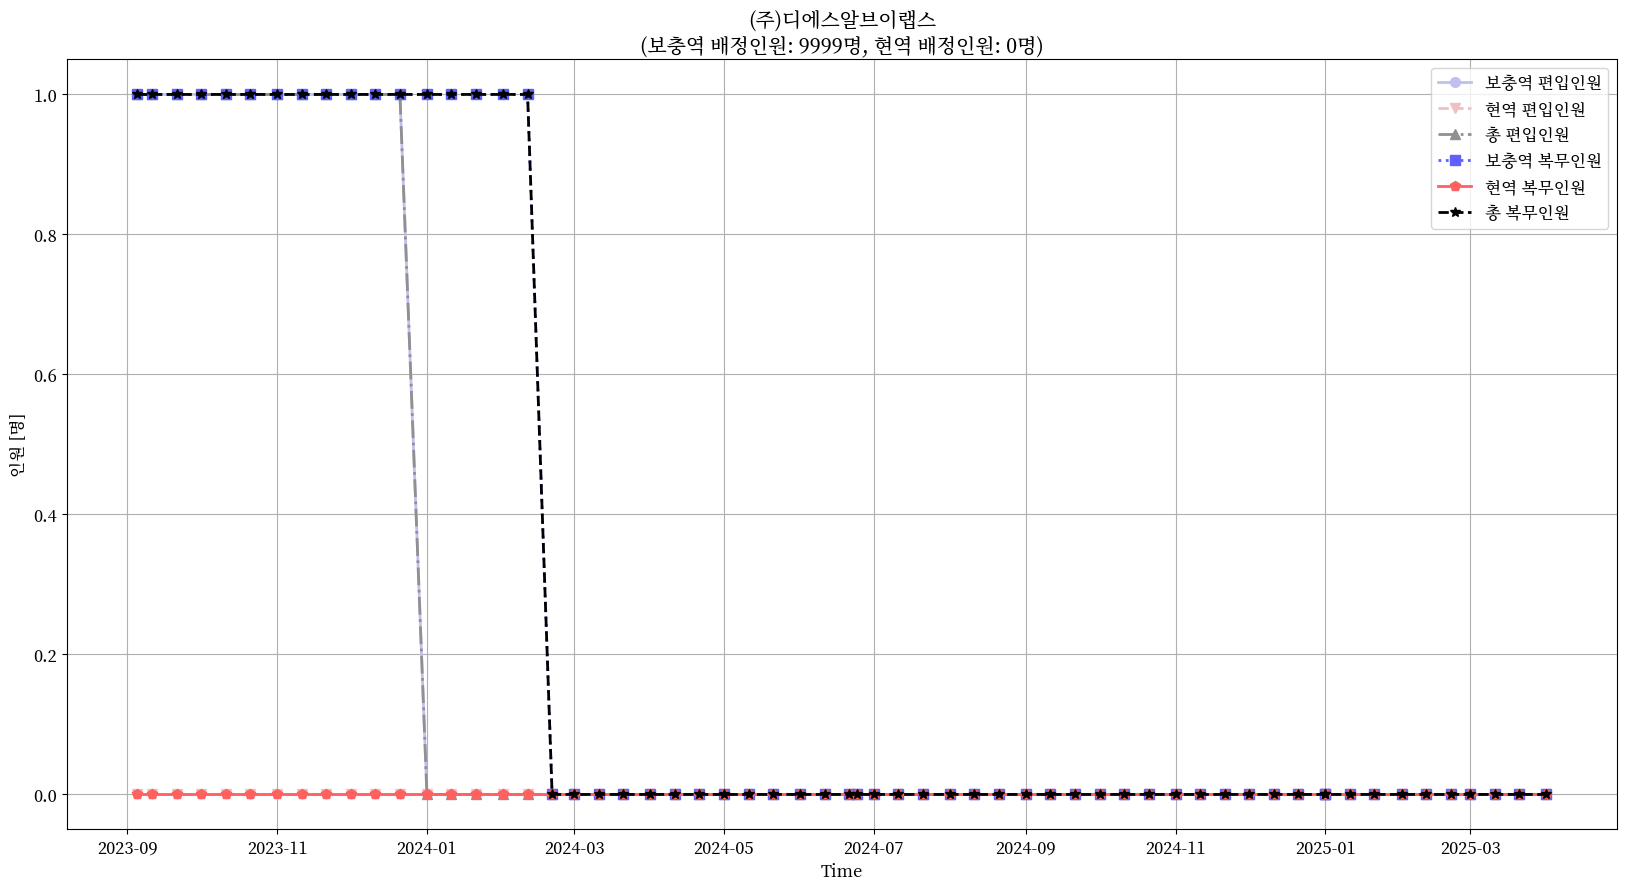 (주)디에스알브이랩스
(보충역 배정인원: 9999명, 현역 배정인원: 0명)
보충역 편입인원
현역 편입인원
총 편입인원
보충역 복무인원
현역 복무인원
총 복무인원
인원 [명]
1.0
0.8
0.6
0.4
0.2
0.0
2023-09 2023-11 2024-01 2024-03 2024-05 2024-07 2024-09 2024-11 2025-01 2025-03
Time